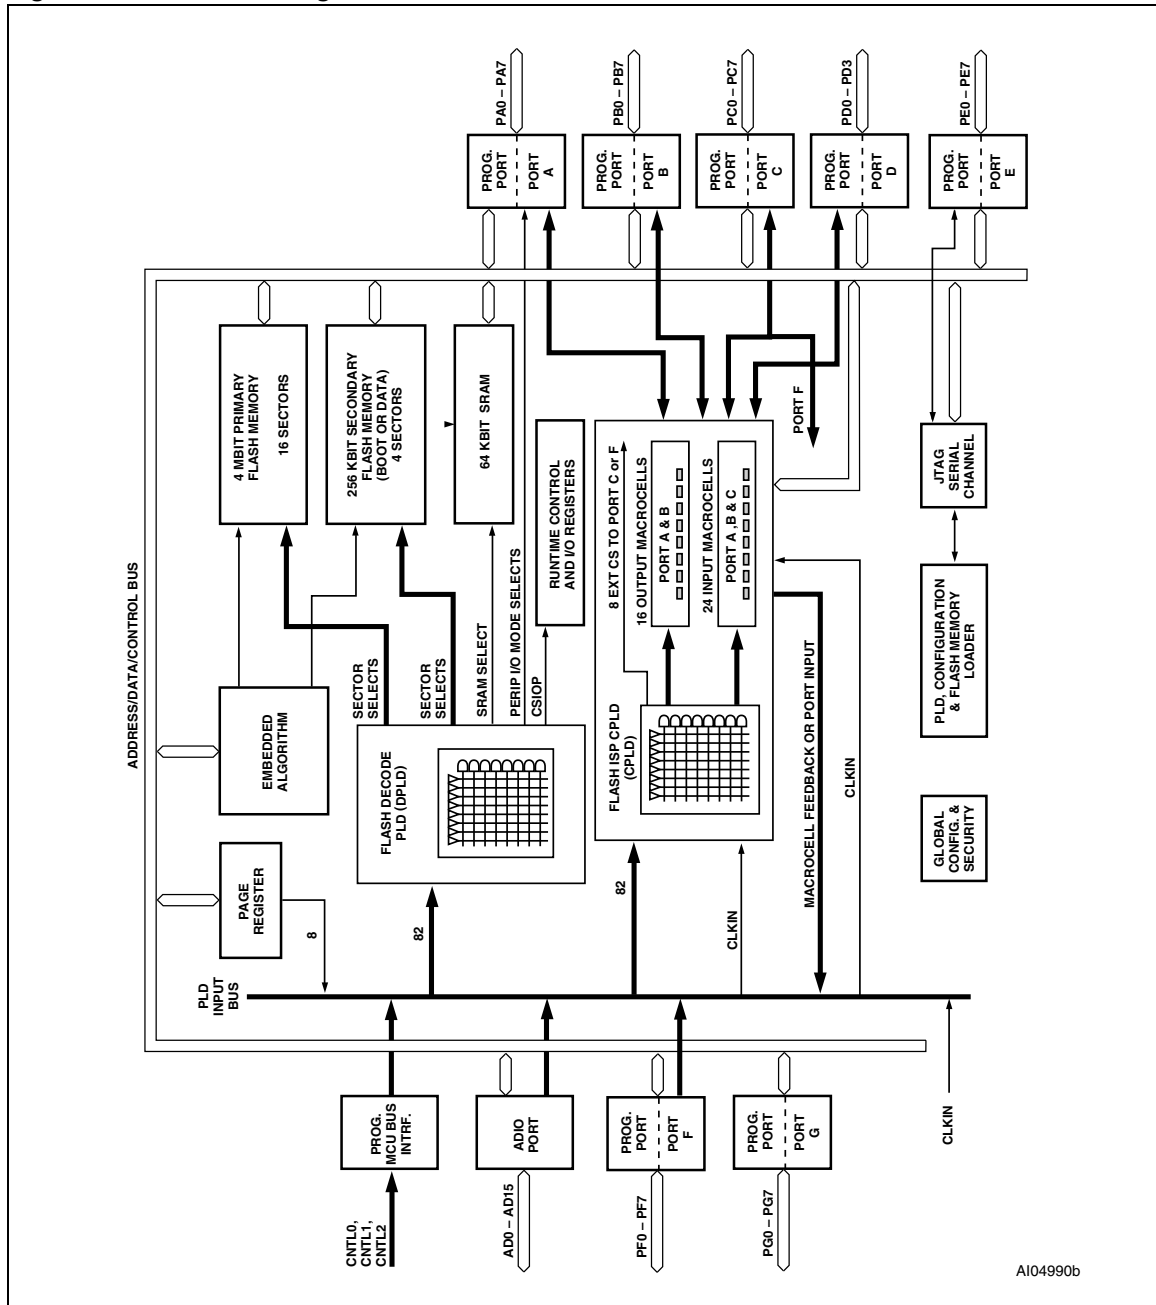 PA0 – PA7
PB0 – PB7
PC0 – PC7
PD0 – PD3
PE0 – PE7
PROG.
PORT
PORT
A
PROG.
PORT
PORT
B
PROG.
PORT
PORT
C
PROG.
PORT
PORT
D
PROG.
PORT
PORT
E
ADDRESS/DATA/CONTROL BUS
4 MBIT PRIMARY
FLASH MEMORY
16 SECTORS
256 KBIT SECONDARY
FLASH MEMORY
(BOOT OR DATA)
4 SECTORS
64 KBIT SRAM
RUNTIME CONTROL
AND I/O REGISTERS
PORT F
8 EXT CS TO PORT C or F
16 OUTPUT MACROCELLS
PORT A & B
24 INPUT MACROCELLS
PORT A ,B & C
JTAG
SERIAL
CHANNEL
EMBEDDED
ALGORITHM
SECTOR
SELECTS
SECTOR
SELECTS
SRAM SELECT
PERIP I/O MODE SELECTS
CSIOP
FLASH DECODE
PLD (DPLD)
FLASH ISP CPLD
(CPLD)
MACROCELL FEEDBACK OR PORT INPUT
CLKIN
PLD, CONFIGURATION
& FLASH MEMORY
LOADER
GLOBAL
CONFIG. &
SECURITY
PAGE
REGISTER
8
82
82
CLKIN
PLD
INPUT
BUS
PROG.
MCU BUS
INTRF.
ADIO
PORT
PROG.
PORT
PORT
F
PROG.
PORT
PORT
G
CLKIN
CNTL0,
CNTL1,
CNTL2
AD0 – AD15
PF0 – PF7
PG0 – PG7
AI04990b